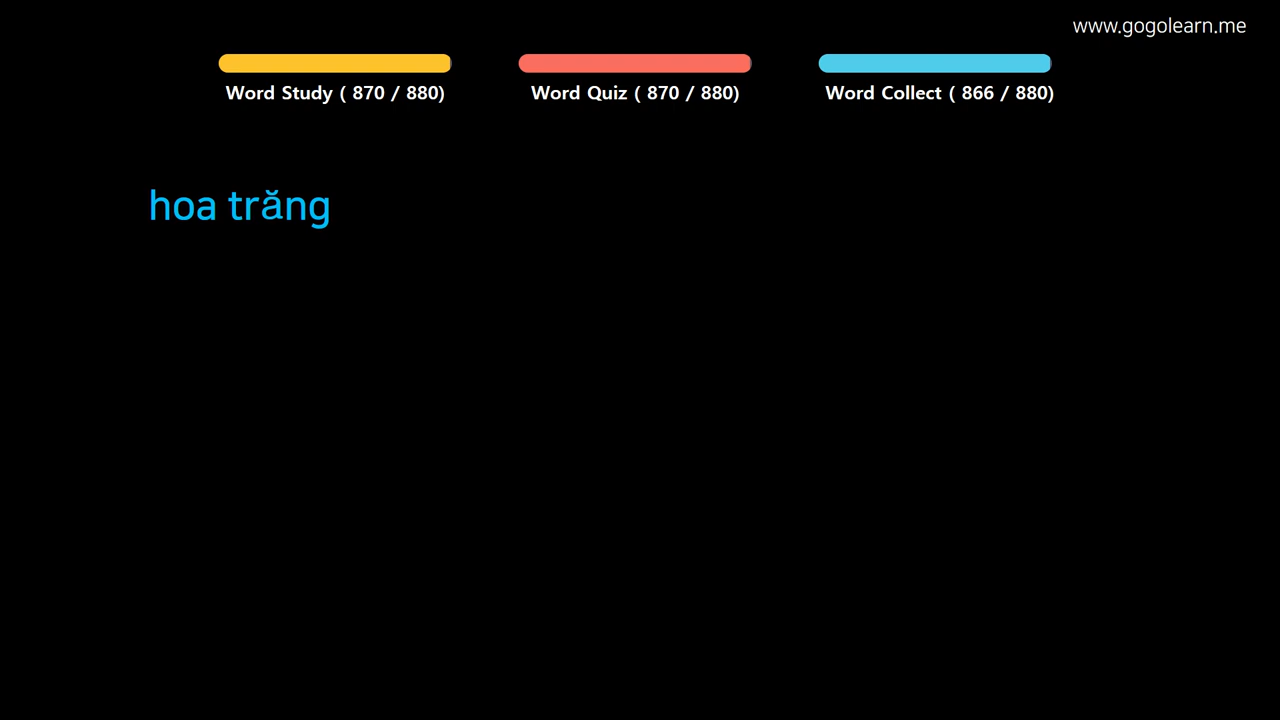 www.gogolearn.me
Word Study ( 870 / 880)
Word Quiz ( 870 / 880)
Word Collect ( 866 / 880)
hoa trăng